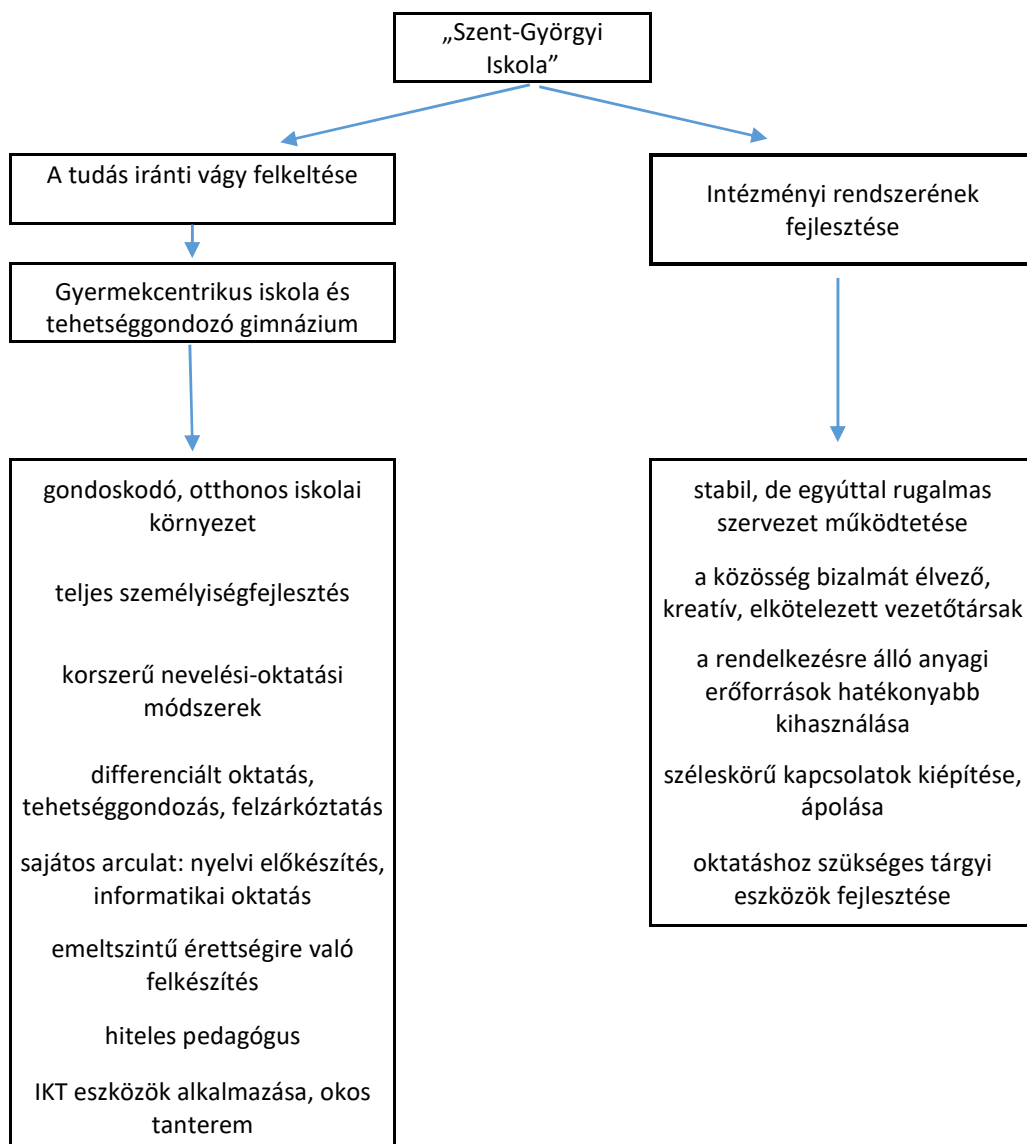 „Szent-Györgyi
Iskola”
A tudás iránti vágy felkeltése
Gyermekcentrikus iskola és
tehetséggondozó gimnázium
gondoskodó, otthonos iskolai
környezet
teljes személyiségfejlesztés
korszerű nevelési-oktatási
módszerek
differenciált oktatás,
tehetséggondozás, felzárkóztatás
sajátos arculat: nyelvi előkészítés,
informatikai oktatás
emeltszintű érettségire való
felkészítés
hiteles pedagógus
IKT eszközök alkalmazása, okos
tanterem
Intézményi rendszerének
fejlesztése
stabil, de egyúttal rugalmas
szervezet működtetése
a közösség bizalmát élvező,
kreatív, elkötelezett vezetőtársak
a rendelkezésre álló anyagi
erőforrások hatékonyabb
kihasználása
széleskörű kapcsolatok kiépítése,
ápolása
oktatáshoz szükséges tárgyi
eszközök fejlesztése